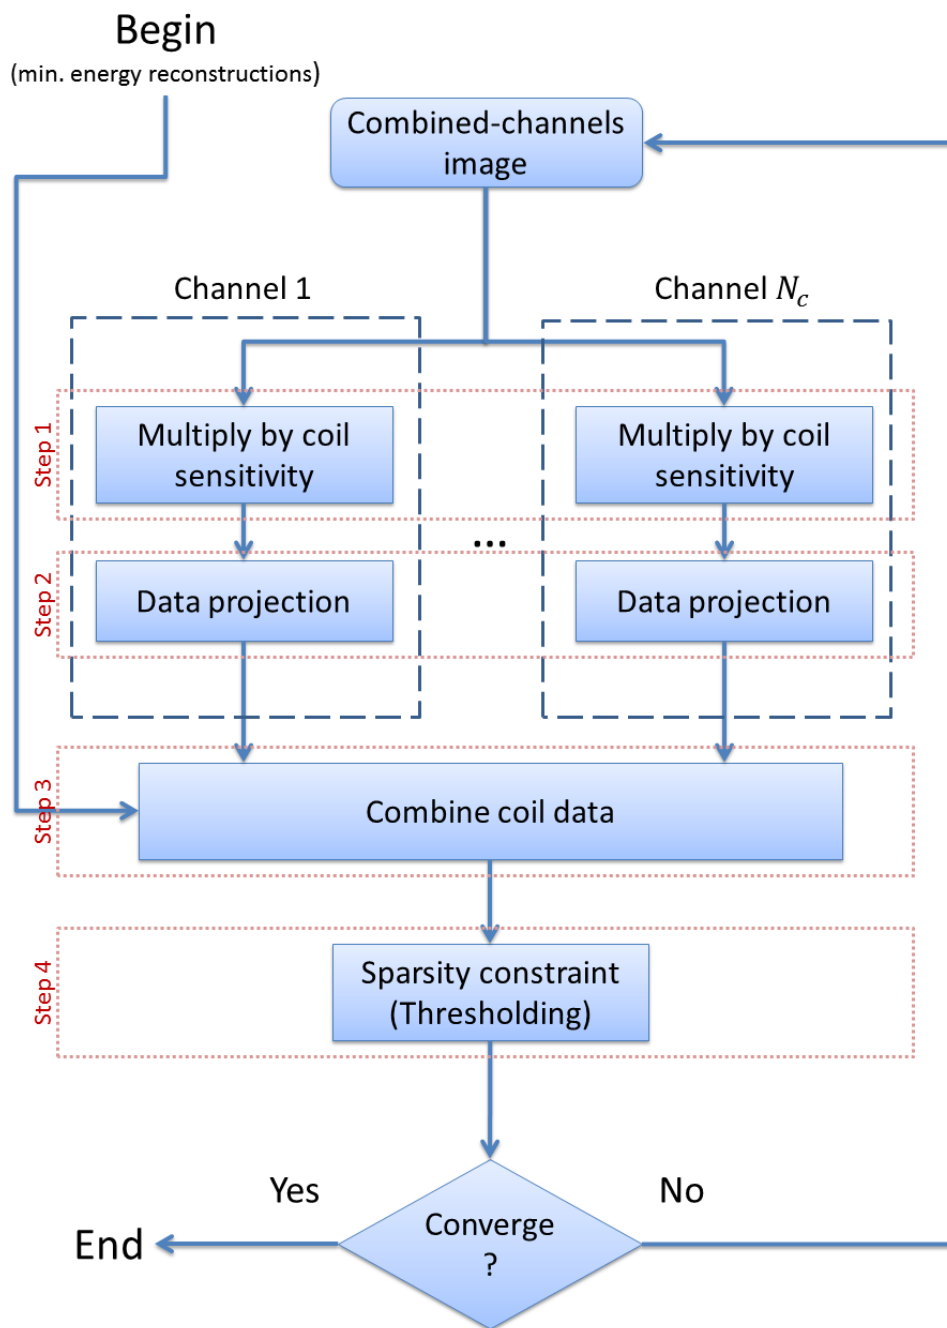 Begin
(min. energy reconstructions)
Combined-channels
image
Channel 1
Channel N_c
Step 1
Multiply by coil
sensitivity
Multiply by coil
sensitivity
...
Step 2
Data projection
Data projection
Step 3
Combine coil data
Step 4
Sparsity constraint
(Thresholding)
Yes
No
End
Converge
?